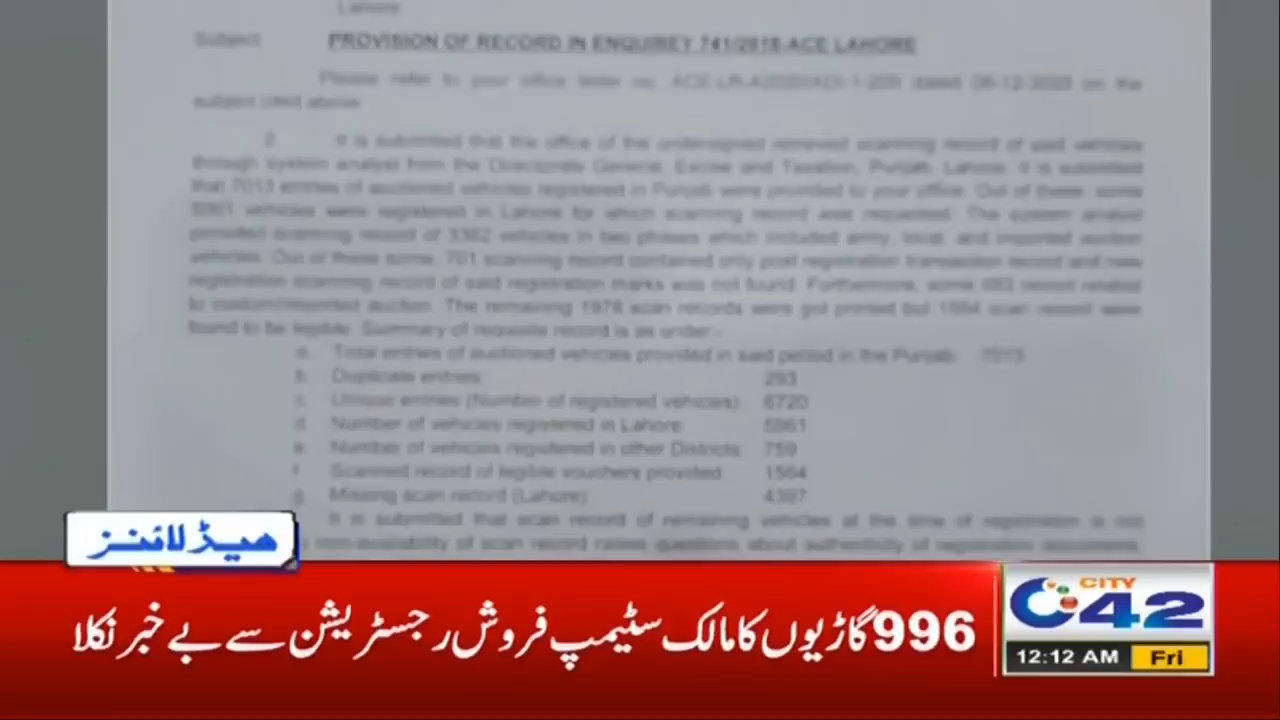 Lahore
Subject: PROVISION OF RECORD IN ENQUIREY 741/2018-ACE LAHORE
Please refer to your office letter no. dated 08-12-2020 on the
subject cited above
2 It is submitted that the office of the undersigned removed scanning record of said vehicles
through system analyst from the Directorate General, Excise and Taxation, Punjab, Lahore. It is submitted
that 7013 entries of auctioned vehicles registered in Punjab were provided to your office. Out of these, some
5961 vehicles were registered in Lahore for which scanning record was requested. The system analyst
provided scanning record of 3362 vehicles in two phases which included army, local, and imported auction
vehicles. Out of these some, 701 scanning record contained only post registration transaction record and new
registration scanning record of said registration marks was not found. Furthermore, some record related
to custom/imported auction. The remaining 1978 scan records were got printed but 1564 scan record were
found to be legible. Summary of requisite record is as under:-
a. Total entries of auctioned vehicles provided in said period in the Punjab: 7013
b. Duplicate entries: 293
c. Unique entries (Number of registered vehicles): 6720
d. Number of vehicles registered in Lahore: 5961
e. Number of vehicles registered in other Districts: 759
f. Scanned record of legible vouchers provided 1564
g. Missing scan record (Lahore) 4397
It is submitted that scan record of remaining vehicles at the time of registration is not
non-availability of scan record raises questions about authenticity of registration documents
ہیڈلائنز
996 گاڑیوں کا مالک سٹیمپ فروش رجسٹریشن سے بے خبر نکلا
CITY
42
12:12 AM Fri